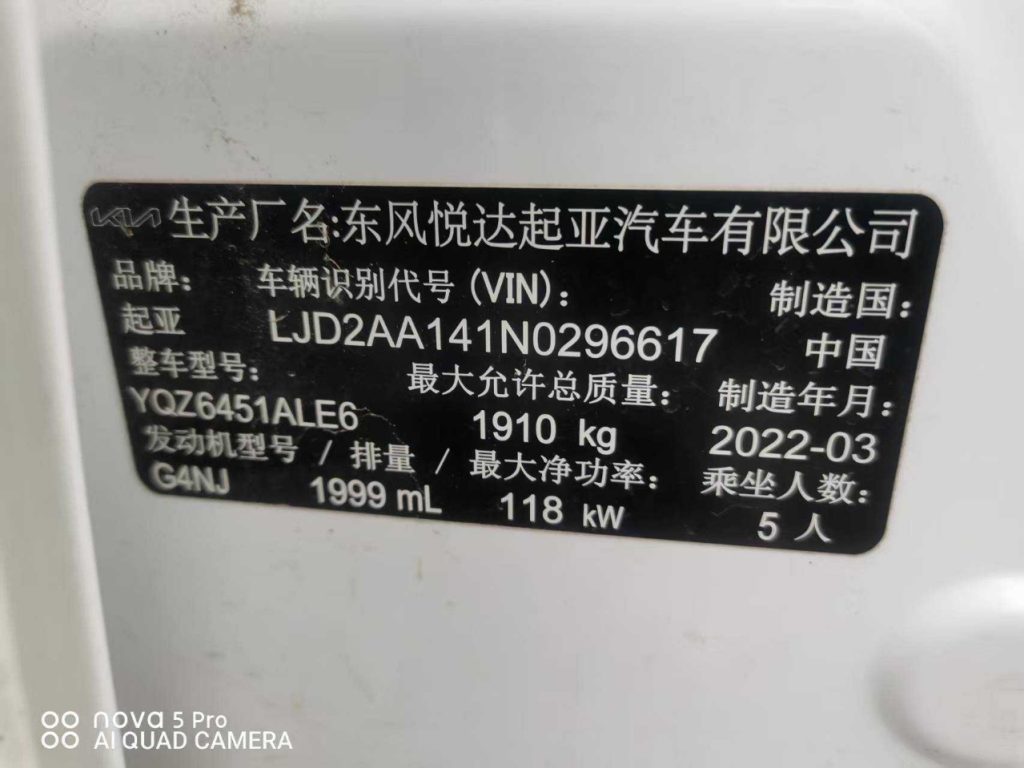 KIA 生产厂名:东风悦达起亚汽车有限公司
品牌: 车辆识别代号 (VIN): 制造国:
起亚 LJD2AA141N0296617 中国
整车型号: 最大允许总质量: 制造年月:
YQZ6451ALE6 1910 kg 2022-03
发动机型号 / 排量 / 最大净功率: 乘坐人数:
G4NJ 1999 mL 118 kW 5 人
nova 5 Pro
AI QUAD CAMERA